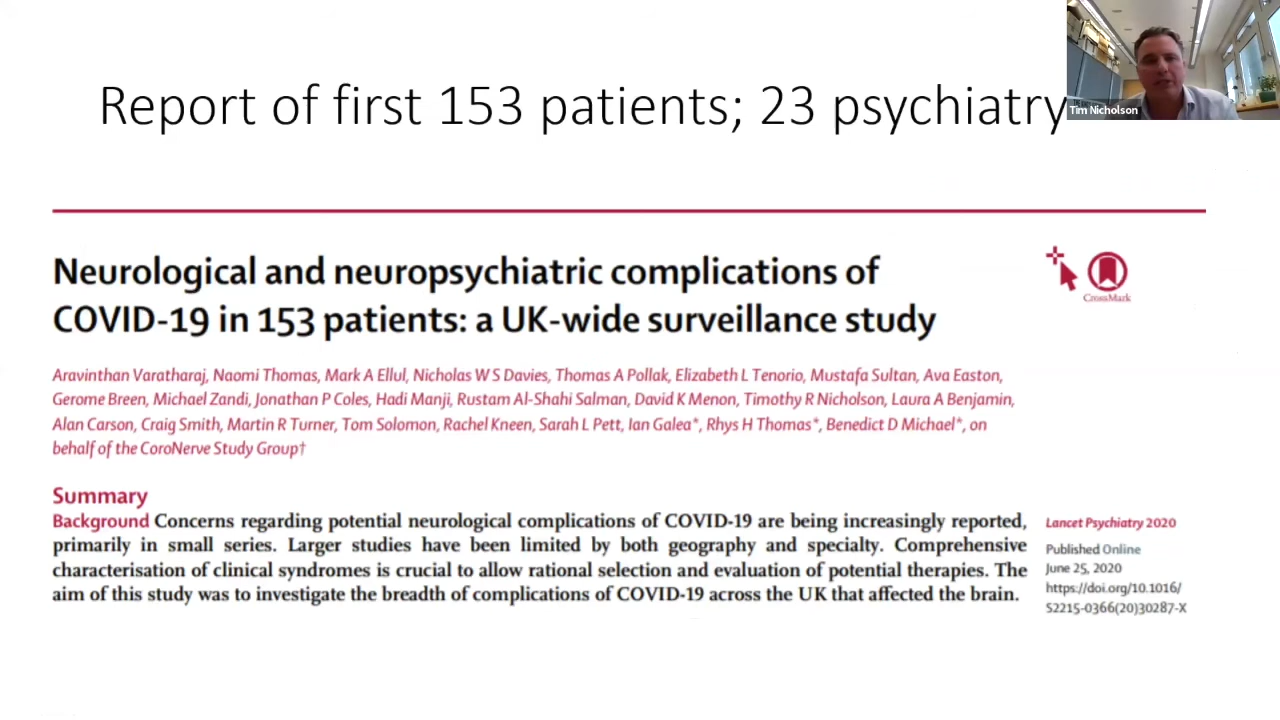 Report of first 153 patients; 23 psychiatry
Tim Nicholson
Neurological and neuropsychiatric complications of
COVID-19 in 153 patients: a UK-wide surveillance study
CrossMark
Aravinthan Varatharaj, Naomi Thomas, Mark A Ellul, Nicholas W S Davies, Thomas A Pollak, Elizabeth L Tenorio, Mustafa Sultan, Ava Easton,
Gerome Breen, Michael Zandi, Jonathan P Coles, Hadi Manji, Rustam Al-Shahi Salman, David K Menon, Timothy R Nicholson, Laura A Benjamin,
Alan Carson, Craig Smith, Martin R Turner, Tom Solomon, Rachel Kneen, Sarah L Pett, Ian Galea*, Rhys H Thomas*, Benedict D Michael*, on
behalf of the CoroNerve Study Group†
Summary
Background Concerns regarding potential neurological complications of COVID-19 are being increasingly reported,
primarily in small series. Larger studies have been limited by both geography and specialty. Comprehensive
characterisation of clinical syndromes is crucial to allow rational selection and evaluation of potential therapies. The
aim of this study was to investigate the breadth of complications of COVID-19 across the UK that affected the brain.
Lancet Psychiatry 2020
Published Online
June 25, 2020
https://doi.org/10.1016/
S2215-0366(20)30287-X